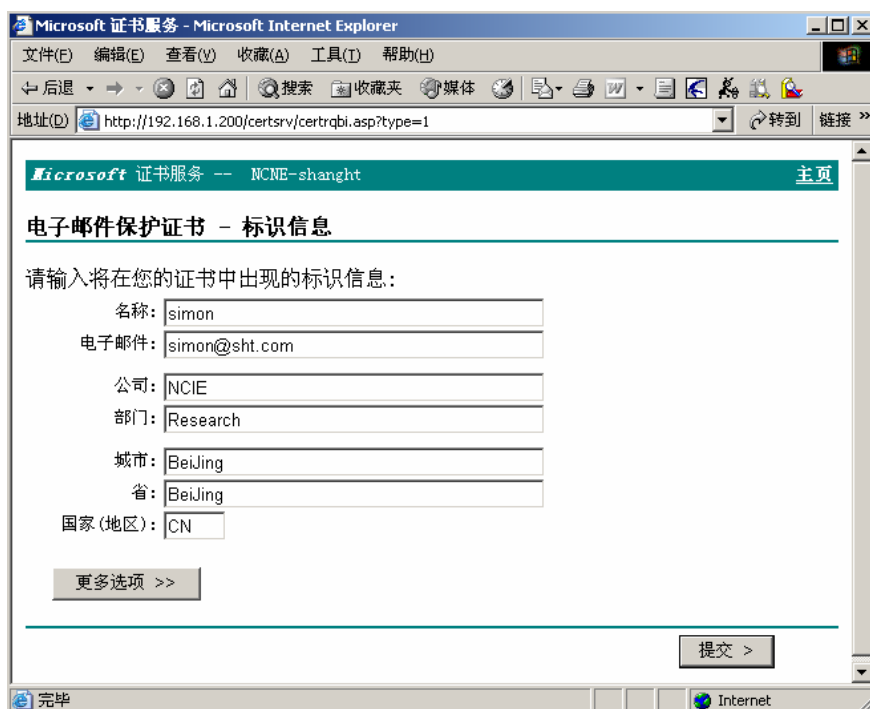 Microsoft 证书服务 - Microsoft Internet Explorer
文件(F) 编辑(E) 查看(V) 收藏(A) 工具(T) 帮助(H)
后退 搜索 收藏夹 媒体
地址(D) http://192.168.1.200/certsrv/certrqbi.asp?type=1 转到 链接 »
Microsoft 证书服务 -- NCNE-shanght 主页
电子邮件保护证书 - 标识信息
请输入将在您的证书中出现的标识信息:
名称: simon
电子邮件: simon@sht.com
公司: NCIE
部门: Research
城市: BeiJing
省: BeiJing
国家(地区): CN
更多选项 >>
提交 >
完毕 Internet